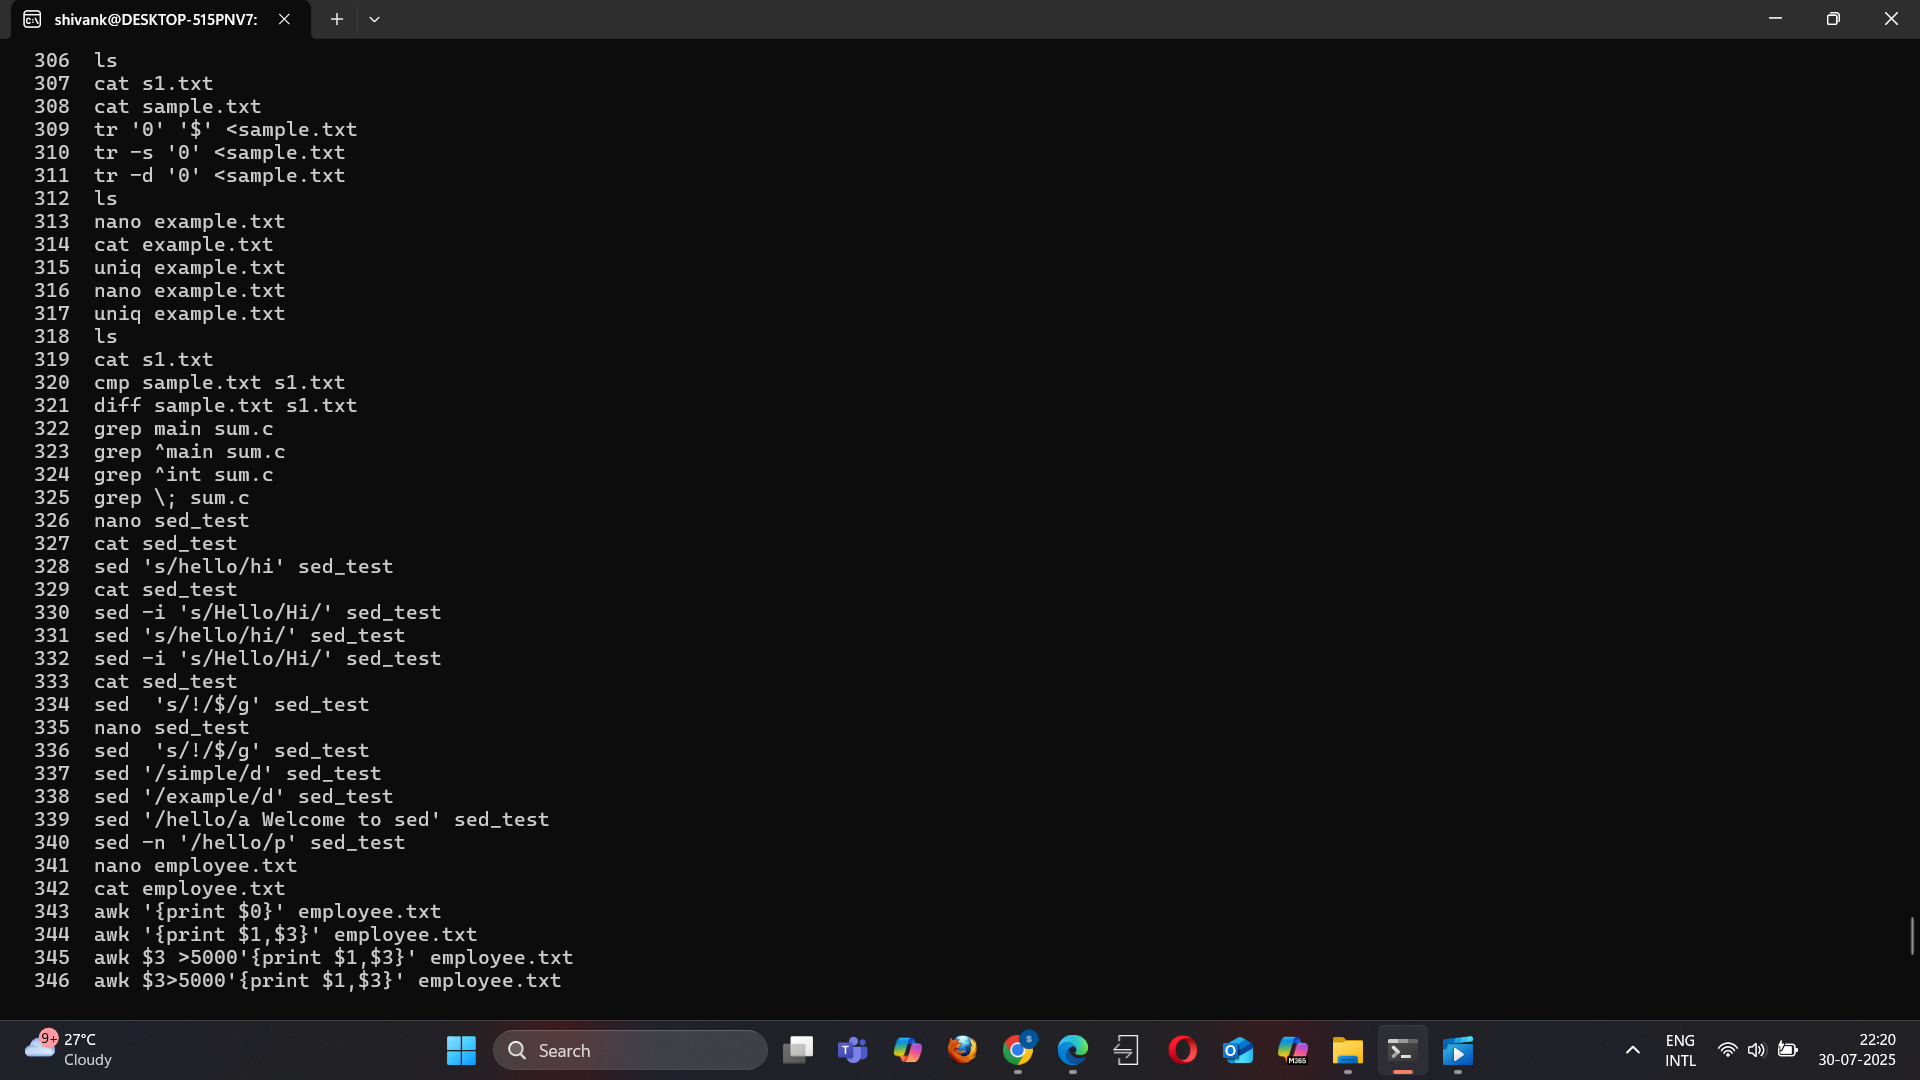 shivank@DESKTOP-515PNV7:
306 ls
307 cat s1.txt
308 cat sample.txt
309 tr '0' '$' <sample.txt
310 tr -s '0' <sample.txt
311 tr -d '0' <sample.txt
312 ls
313 nano example.txt
314 cat example.txt
315 uniq example.txt
316 nano example.txt
317 uniq example.txt
318 ls
319 cat s1.txt
320 cmp sample.txt s1.txt
321 diff sample.txt s1.txt
322 grep main sum.c
323 grep ^main sum.c
324 grep ^int sum.c
325 grep \; sum.c
326 nano sed_test
327 cat sed_test
328 sed 's/hello/hi' sed_test
329 cat sed_test
330 sed -i 's/Hello/Hi/' sed_test
331 sed 's/hello/hi/' sed_test
332 sed -i 's/Hello/Hi/' sed_test
333 cat sed_test
334 sed  's/!/$/g' sed_test
335 nano sed_test
336 sed  's/!/$/g' sed_test
337 sed '/simple/d' sed_test
338 sed '/example/d' sed_test
339 sed '/hello/a Welcome to sed' sed_test
340 sed -n '/hello/p' sed_test
341 nano employee.txt
342 cat employee.txt
343 awk '{print $0}' employee.txt
344 awk '{print $1,$3}' employee.txt
345 awk $3 >5000'{print $1,$3}' employee.txt
346 awk $3>5000'{print $1,$3}' employee.txt
9+ 27°C
Cloudy
Search
M365
ENG
INTL
22:20
30-07-2025